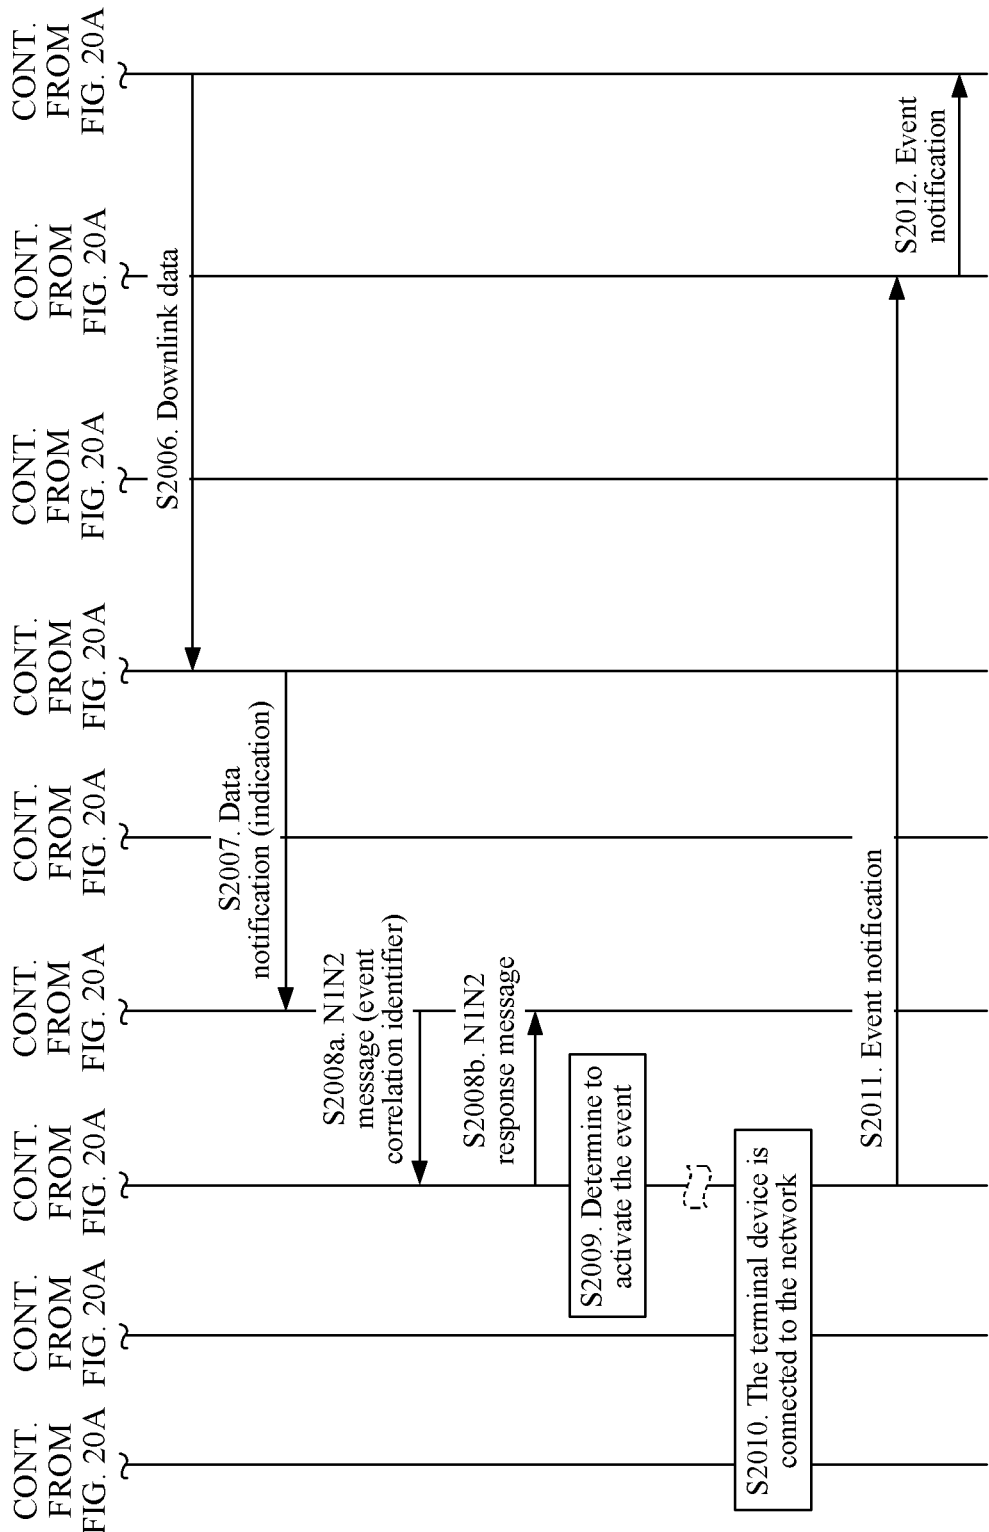 CONT.
FROM
FIG. 20A
CONT.
FROM
FIG. 20A
CONT.
FROM
FIG. 20A
CONT.
FROM
FIG. 20A
CONT.
FROM
FIG. 20A
CONT.
FROM
FIG. 20A
CONT.
FROM
FIG. 20A
CONT.
FROM
FIG. 20A
CONT.
FROM
FIG. 20A
S2006. Downlink data
S2007. Data
notification (indication)
S2008a. N1N2
message (event
correlation identifier)
S2008b. N1N2
response message
S2009. Determine to
activate the event
S2010. The terminal device is
connected to the network
S2011. Event notification
S2012. Event
notification